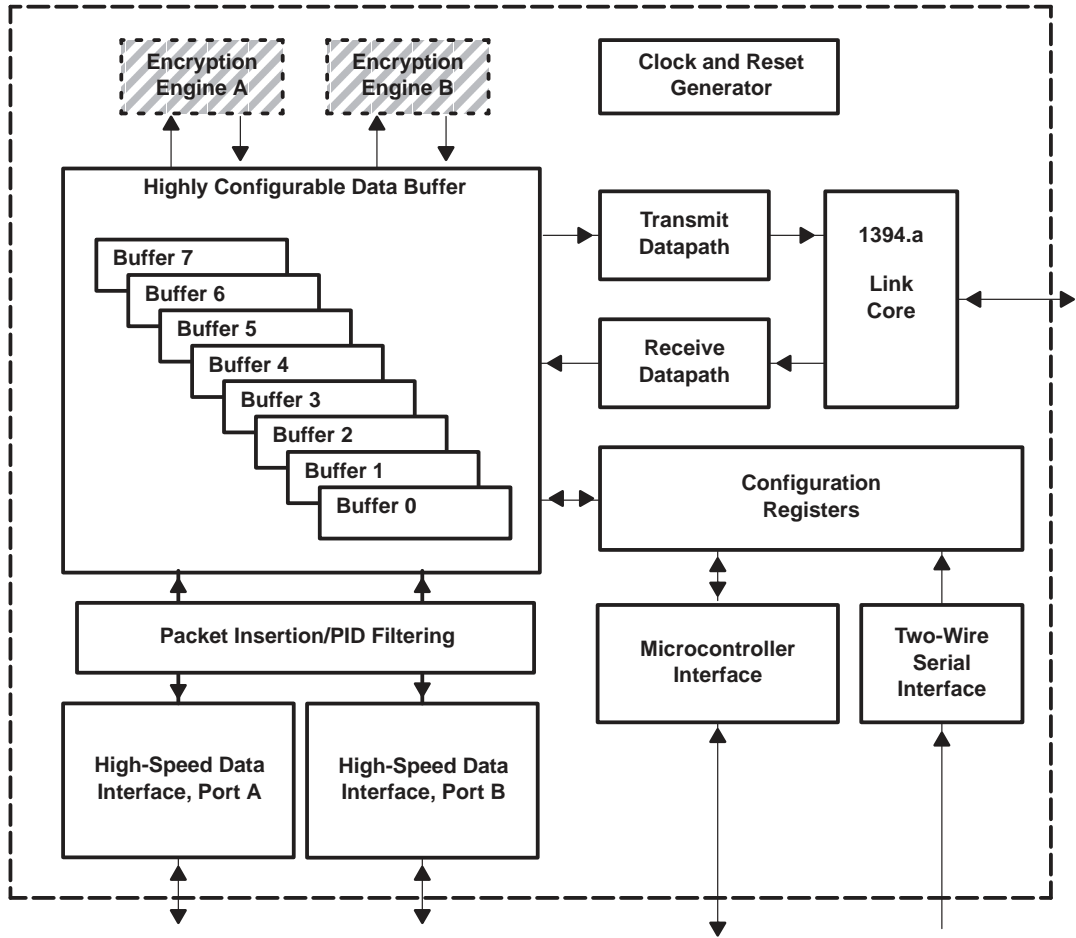 Encryption
Engine A
Encryption
Engine B
Clock and Reset
Generator
Highly Configurable Data Buffer
Buffer 7
Buffer 6
Buffer 5
Buffer 4
Buffer 3
Buffer 2
Buffer 1
Buffer 0
Transmit
Datapath
1394.a
Link
Core
Receive
Datapath
Configuration
Registers
Packet Insertion/PID Filtering
Microcontroller
Interface
Two-Wire
Serial
Interface
High-Speed Data
Interface, Port A
High-Speed Data
Interface, Port B